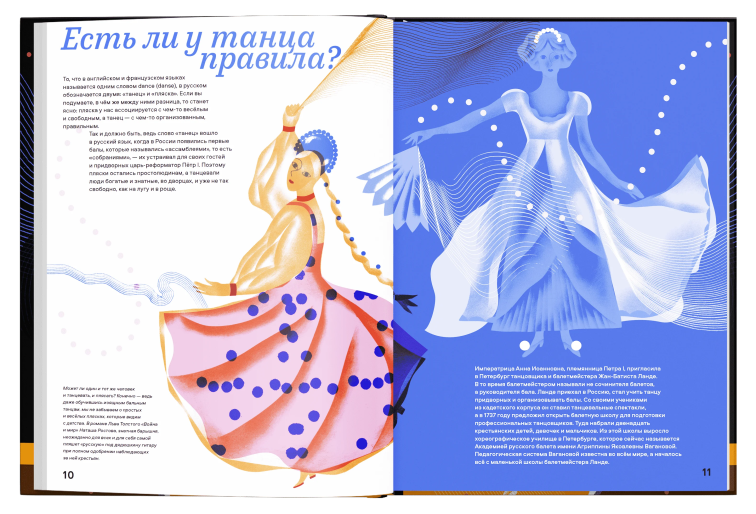 Есть ли у танца
правила?
То, что в английском и французском языках
называется одним словом dance (danse), в русском
обозначается двумя: «танец» и «пляска». Если вы
подумаете, в чём же между ними разница, то станет
ясно: пляска у нас ассоциируется с чем-то весёлым
и свободным, а танец — с чем-то организованным,
правильным.
Так и должно быть, ведь слово «танец» вошло
в русский язык, когда в России появились первые
балы, которые назывались «ассамблеями», то есть
«собраниями», — их устраивал для своих гостей
и придворных царь-реформатор Пётр I. Поэтому
пляски остались простолюдинам, а танцевали
люди богатые и знатные, во дворцах, и уже не так
свободно, как на лугу и в роще.
Может ли один и тот же человек
и танцевать, и плясать? Конечно — ведь
даже обучившись изящным бальным
танцам, мы не забываем о простых
и весёлых плясках, которые видим
с детства. В романе Льва Толстого «Война
и мир» Наташа Ростова, знатная барышня,
неожиданно для всех и для себя самой
пляшет «русскую» под дядюшкину гитару
при полном одобрении наблюдающих
за ней крестьян.
10
Императрица Анна Иоанновна, племянница Петра I, пригласила
в Петербург танцовщика и балетмейстера Жан-Батиста Ланде.
В то время балетмейстером называли не сочинителя балетов,
а руководителя бала. Ланде приехал в Россию, стал учить танцу
придворных и организовывать балы. Со своими учениками
из кадетского корпуса он ставил танцевальные спектакли,
а в 1737 году предложил открыть балетную школу для подготовки
профессиональных танцовщиков. Туда набрали двенадцать
крестьянских детей, девочек и мальчиков. Из этой школы выросло
хореографическое училище в Петербурге, которое сейчас называется
Академией русского балета имени Агриппины Яковлевны Вагановой.
Педагогическая система Вагановой известна во всём мире, а началось
всё с маленькой школы балетмейстера Ланде.
11